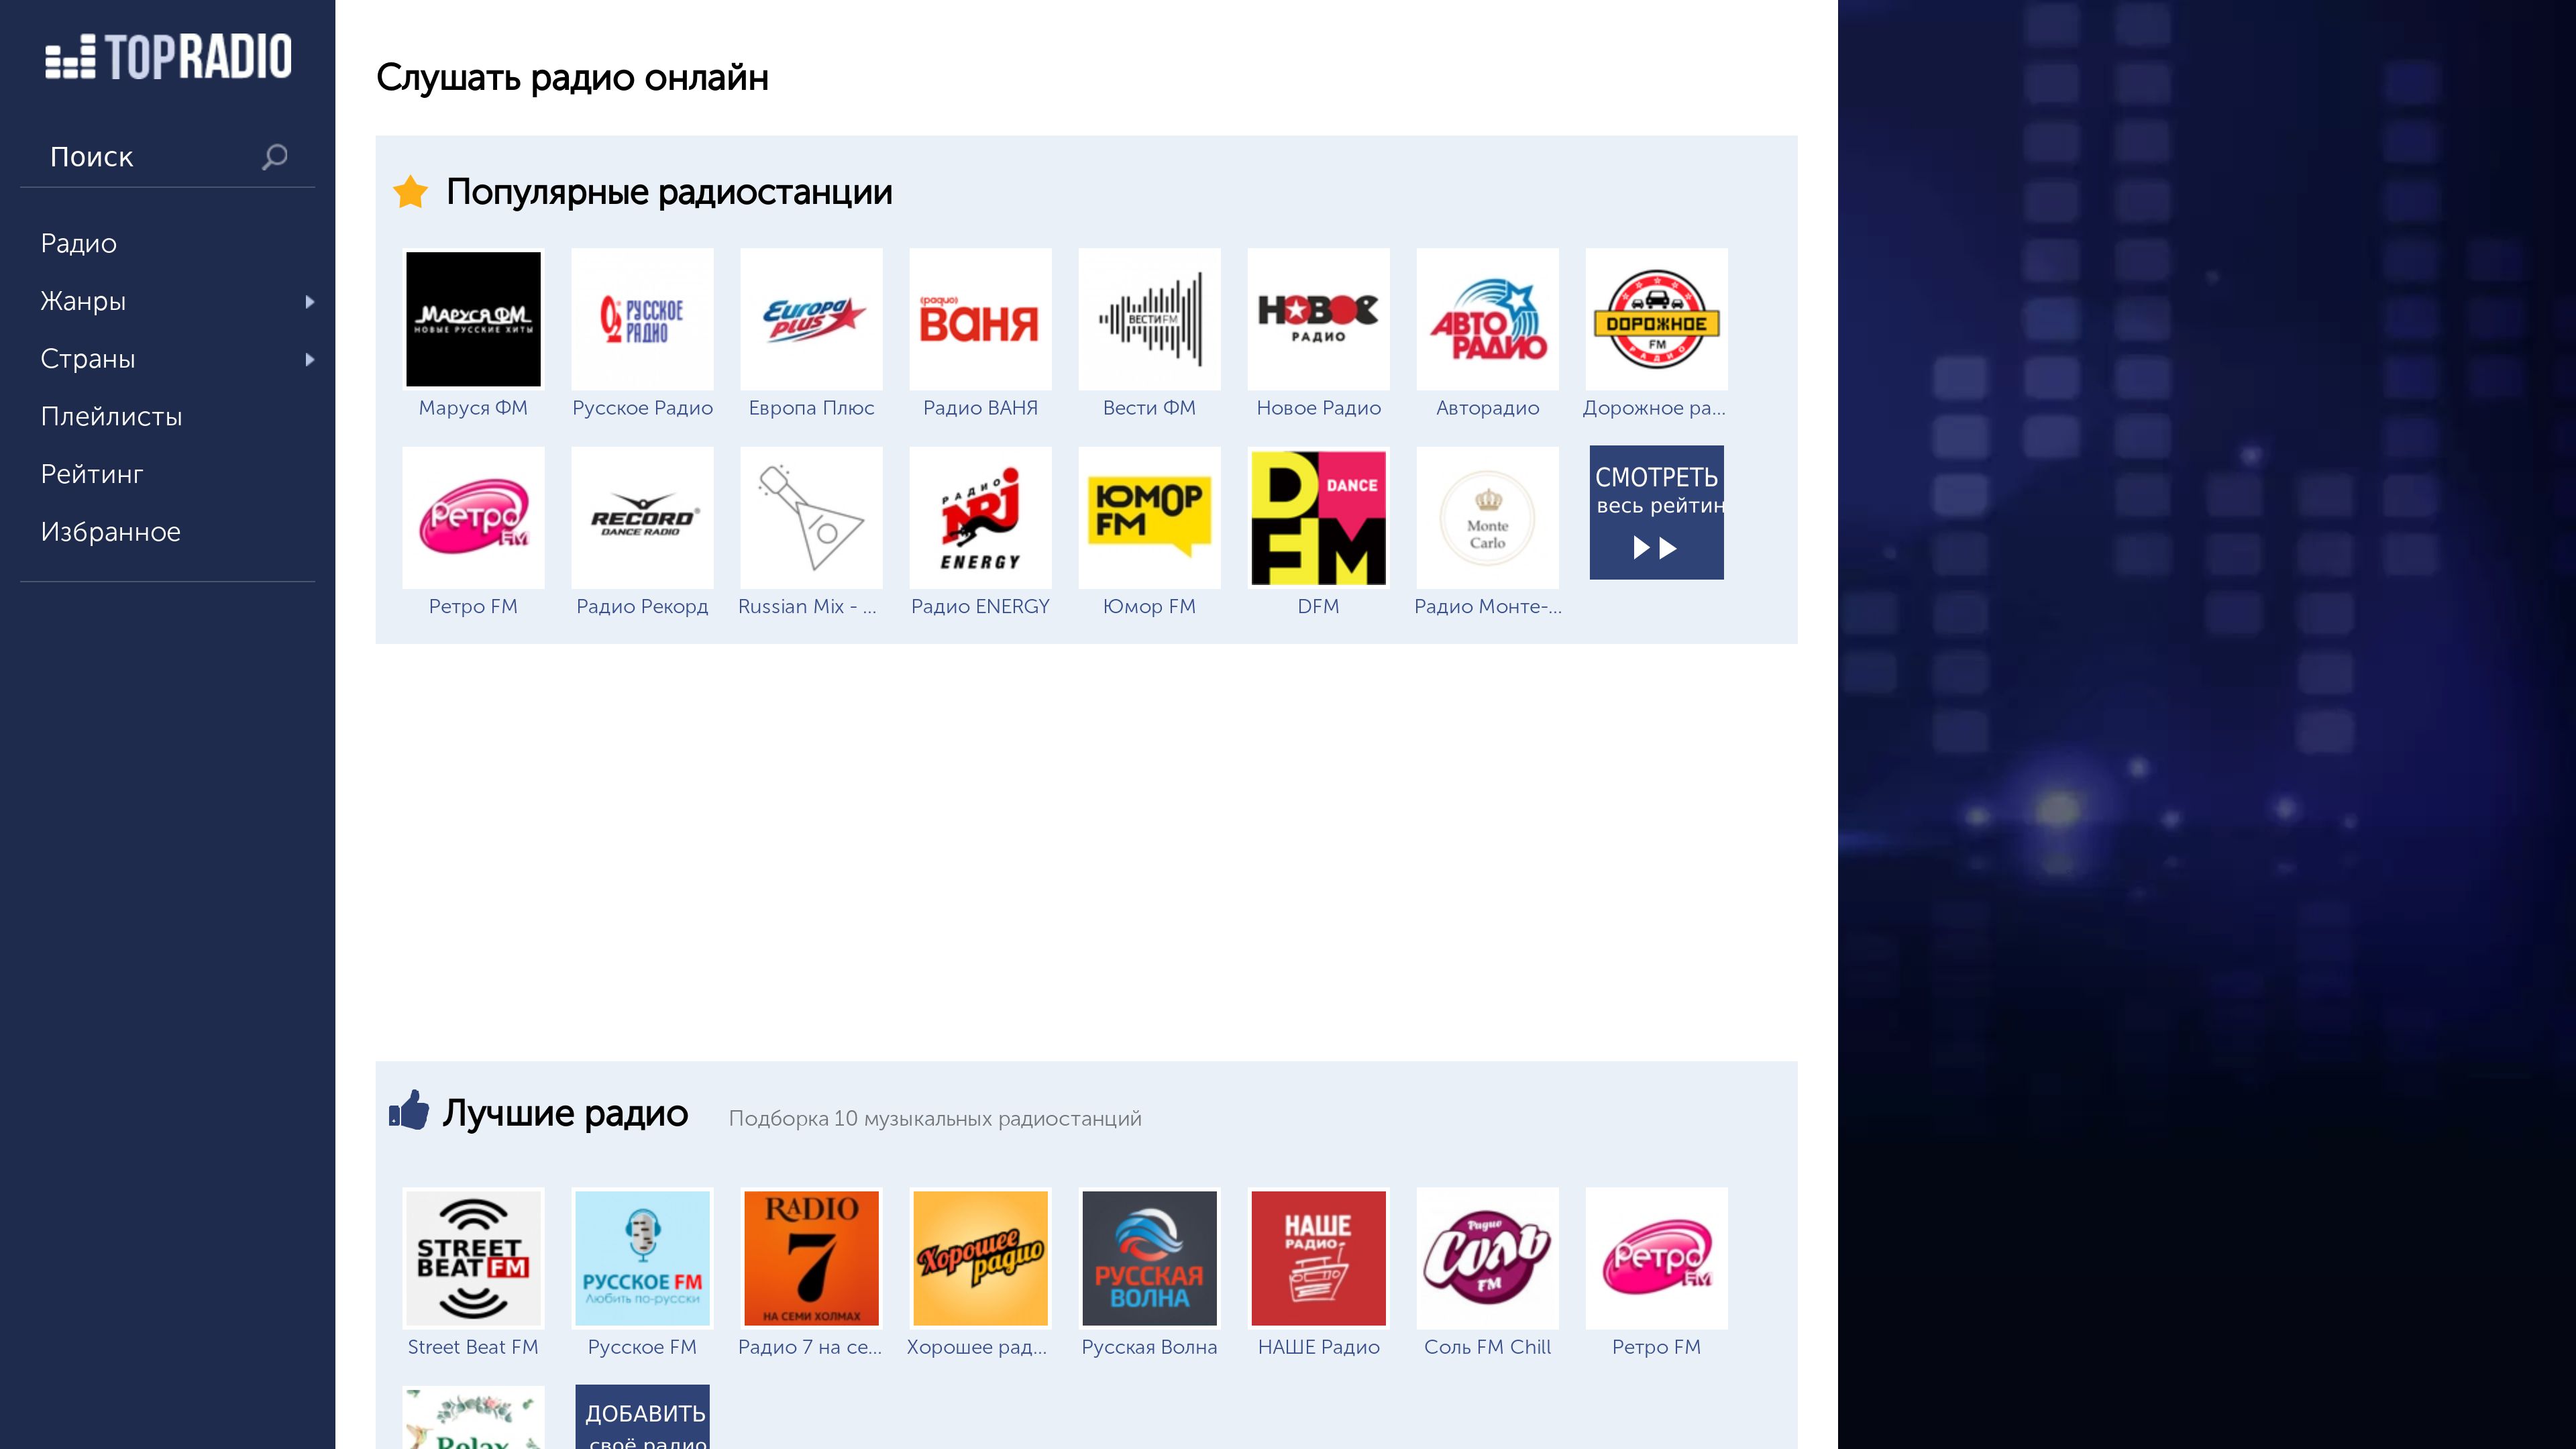 TOPRADIO
Поиск
Радио
Жанры
Страны
Плейлисты
Рейтинг
Избранное
Слушать радио онлайн
Популярные радиостанции
МАРУСЯ ФМ
НОВЫЕ РУССКИЕ ХИТЫ
РУССКОЕ
РАДИО
Европа
PLUS
(радио)
ВАНЯ
ВЕСТИ FM
НОВОЕ
РАДИО
АВТО
РАДИО
ДОРОЖНОЕ
FM
РАДИО
Маруся ФМ
Русское Радио
Европа Плюс
Радио ВАНЯ
Вести ФМ
Новое Радио
Авторадио
Дорожное ра...
Ретро
FM
RECORD®
DANCE RADIO
РАДИО
NRJ
ENERGY
ЮМОР
FM
D DANCE
FM
Monte
Carlo
СМОТРЕТЬ
весь рейтин
Ретро FM
Радио Рекорд
Russian Mix - ...
Радио ENERGY
Юмор FM
DFM
Радио Монте-...
Лучшие радио
Подборка 10 музыкальных радиостанций
STREET
BEAT FM
РУССКОЕ FM
Любить по-русски
RADIO
7
НА СЕМИ ХОЛМАХ
Хорошее
радио
РУССКАЯ
ВОЛНА
НАШЕ
РАДИО
Радио
СОЛЬ
FM
Ретро
FM
Street Beat FM
Русское FM
Радио 7 на се...
Хорошее рад...
Русская Волна
НАШЕ Радио
Соль FM Chill
Ретро FM
Relax
ДОБАВИТЬ
своё радио